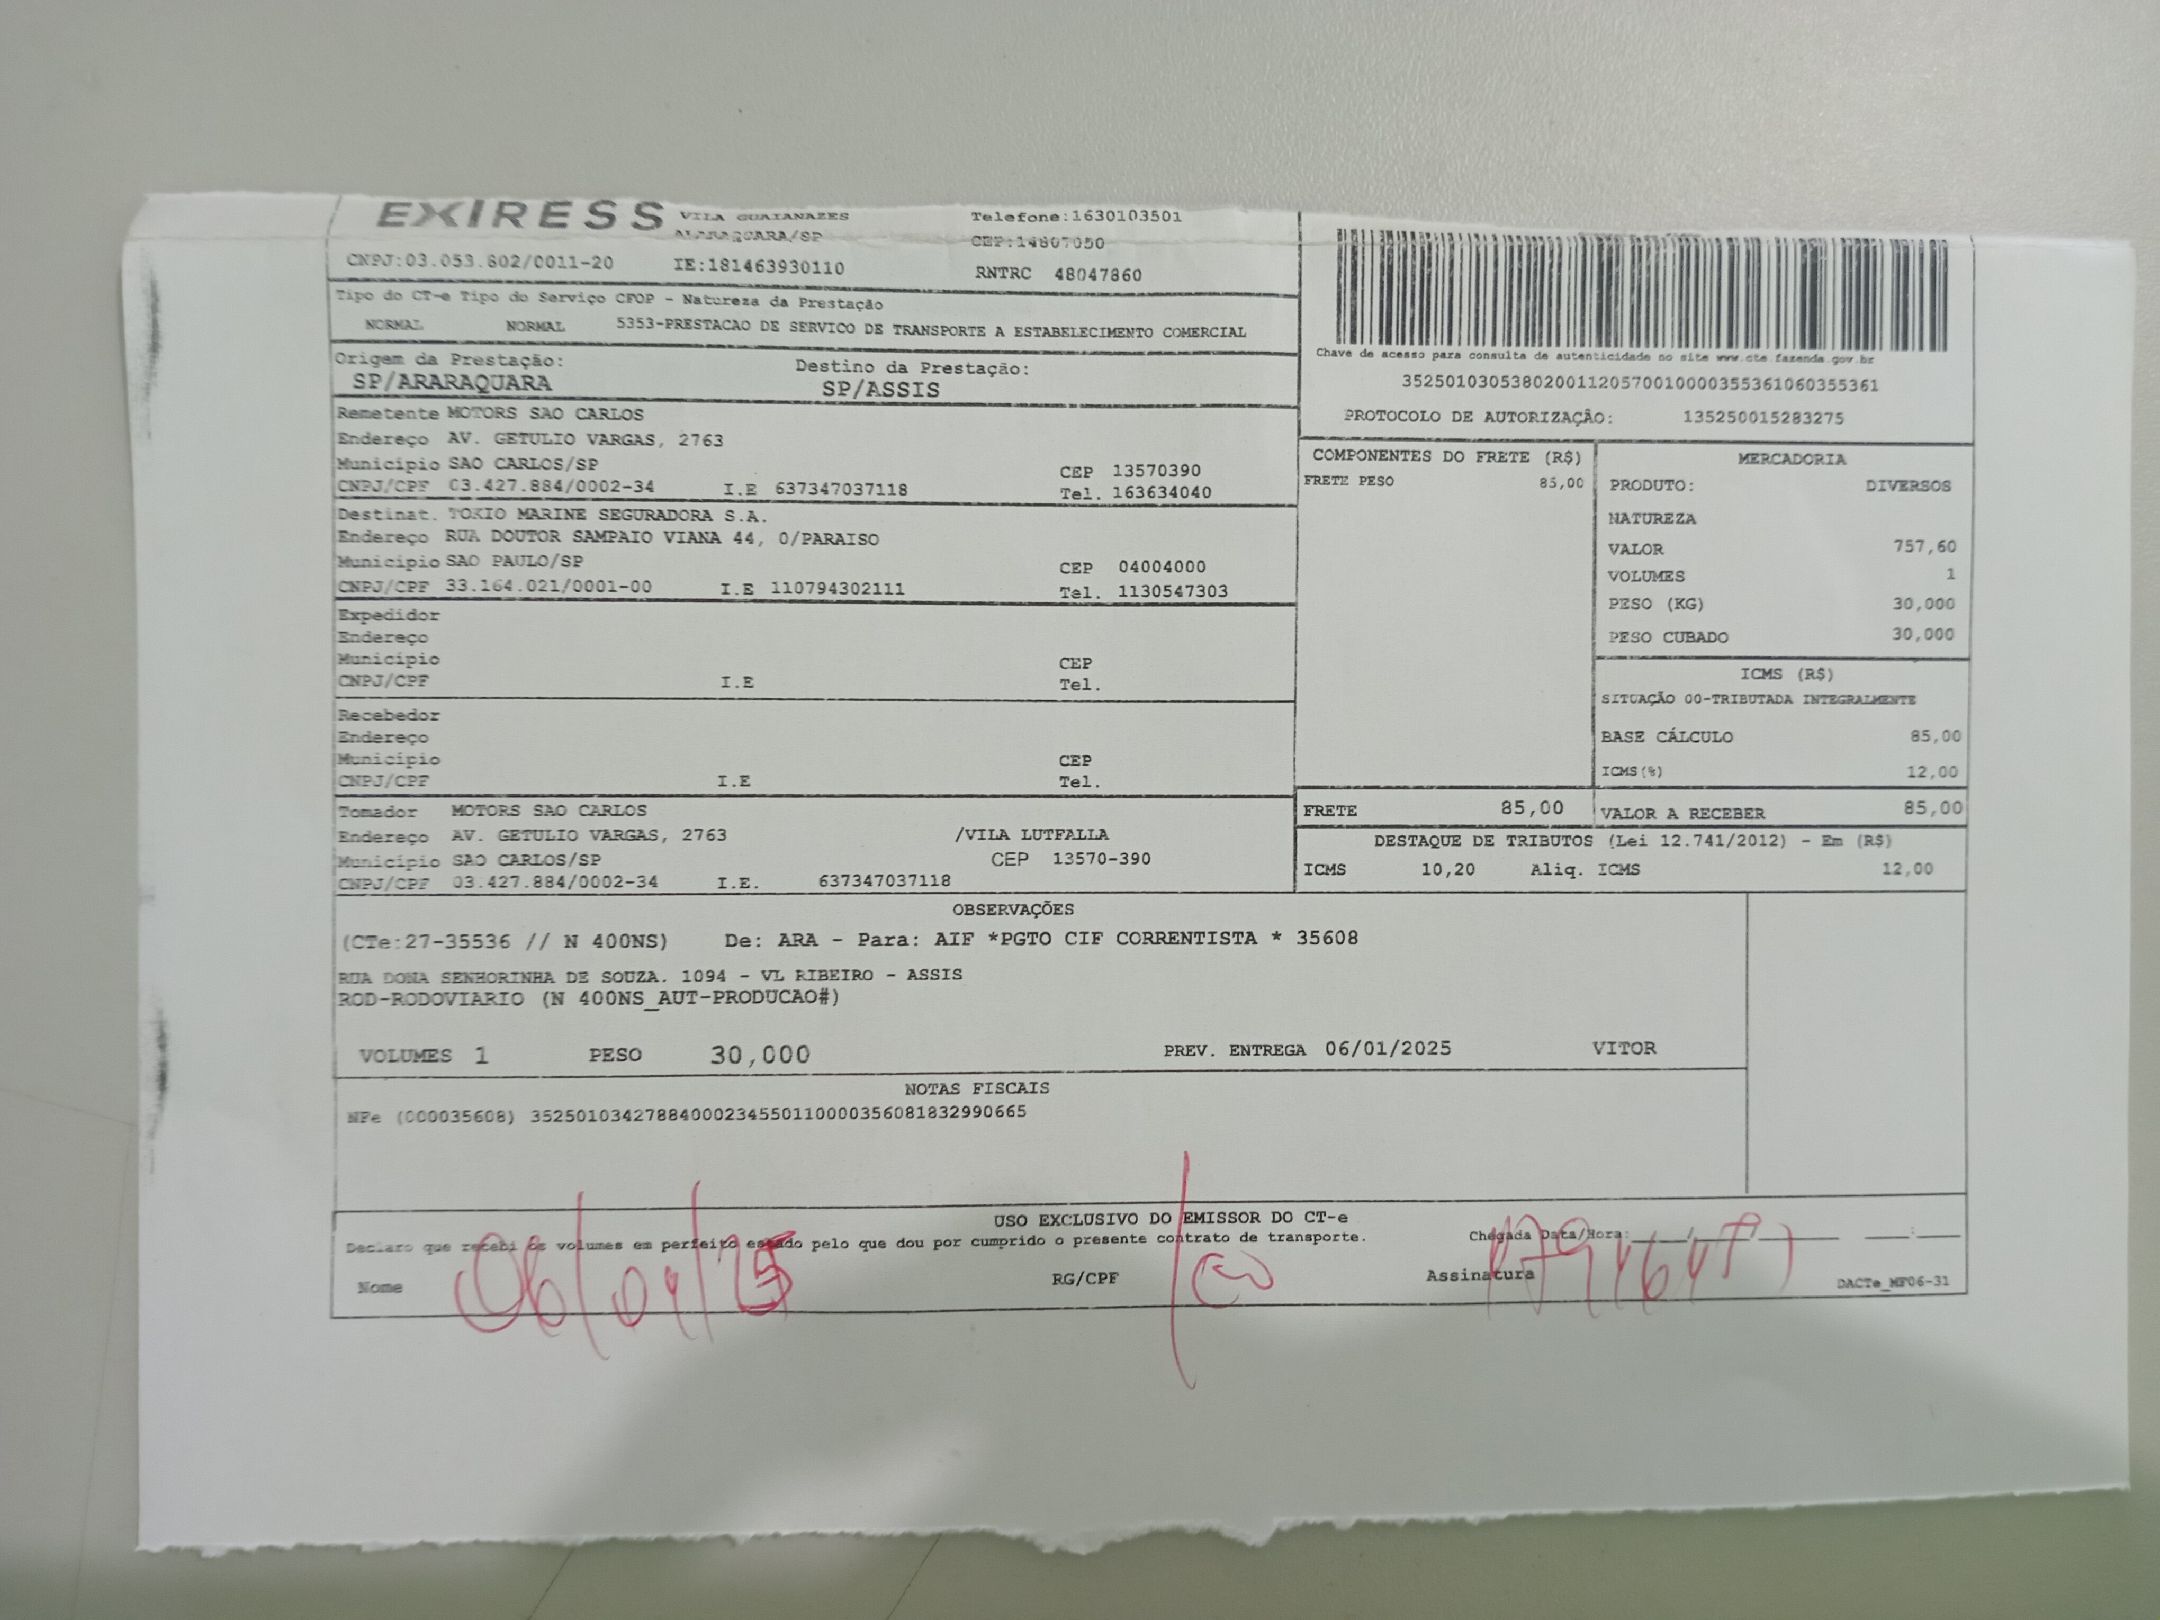 EXIRESS VILA GUAIANAZES Telefone:1630103501
ARARAQUARA/SP CEP:14807050
CNPJ:03.053.802/0011-20 IE:181463930110 RNTRC 48047860
Tipo do CT-e Tipo do Serviço CFOP - Natureza da Prestação
NORMAL NORMAL 5353-PRESTACAO DE SERVICO DE TRANSPORTE A ESTABELECIMENTO COMERCIAL
Origem da Prestação: Destino da Prestação:
SP/ARARAQUARA SP/ASSIS
Chave de acesso para consulta de autenticidade no site www.cte.fazenda.gov.br
35250103053802001120570010000355361060355361
PROTOCOLO DE AUTORIZAÇÃO: 135250015283275
Remetente MOTORS SAO CARLOS
Endereço AV. GETULIO VARGAS, 2763
Município SAO CARLOS/SP CEP 13570390
CNPJ/CPF 03.427.884/0002-34 I.E 637347037118 Tel. 163634040
Destinat. TOKIO MARINE SEGURADORA S.A.
Endereço RUA DOUTOR SAMPAIO VIANA 44, 0/PARAISO
Município SAO PAULO/SP CEP 04004000
CNPJ/CPF 33.164.021/0001-00 I.E 110794302111 Tel. 1130547303
Expedidor
Endereço
Município CEP
CNPJ/CPF I.E Tel.
Recebedor
Endereço
Município CEP
CNPJ/CPF I.E Tel.
Tomador MOTORS SAO CARLOS
Endereço AV. GETULIO VARGAS, 2763 /VILA LUTFALLA
Município SAO CARLOS/SP CEP 13570-390
CNPJ/CPF 03.427.884/0002-34 I.E. 637347037118
COMPONENTES DO FRETE (R$)
FRETE PESO 85,00
MERCADORIA
PRODUTO: DIVERSOS
NATUREZA
VALOR 757,60
VOLUMES 1
PESO (KG) 30,000
PESO CUBADO 30,000
ICMS (R$)
SITUAÇÃO 00-TRIBUTADA INTEGRALMENTE
BASE CÁLCULO 85,00
ICMS(%) 12,00
FRETE 85,00 VALOR A RECEBER 85,00
DESTAQUE DE TRIBUTOS (Lei 12.741/2012) - Em (R$)
ICMS 10,20 Aliq. ICMS 12,00
OBSERVAÇÕES
(CTe:27-35536 // N 400NS) De: ARA - Para: AIF *PGTO CIF CORRENTISTA * 35608
RUA DONA SENHORINHA DE SOUZA. 1094 - VL RIBEIRO - ASSIS
ROD-RODOVIARIO (N 400NS_AUT-PRODUCAO#)
VOLUMES 1 PESO 30,000 PREV. ENTREGA 06/01/2025 VITOR
NOTAS FISCAIS
NFe (000035608) 35250103427884000234550110000356081832990665
USO EXCLUSIVO DO EMISSOR DO CT-e
Declaro que recebi os volumes em perfeito estado pelo que dou por cumprido o presente contrato de transporte. Chegada Data/Hora:____/____/____ ____:____
Nome 06/01/25 RG/CPF Assinatura DACTe_MF06-31